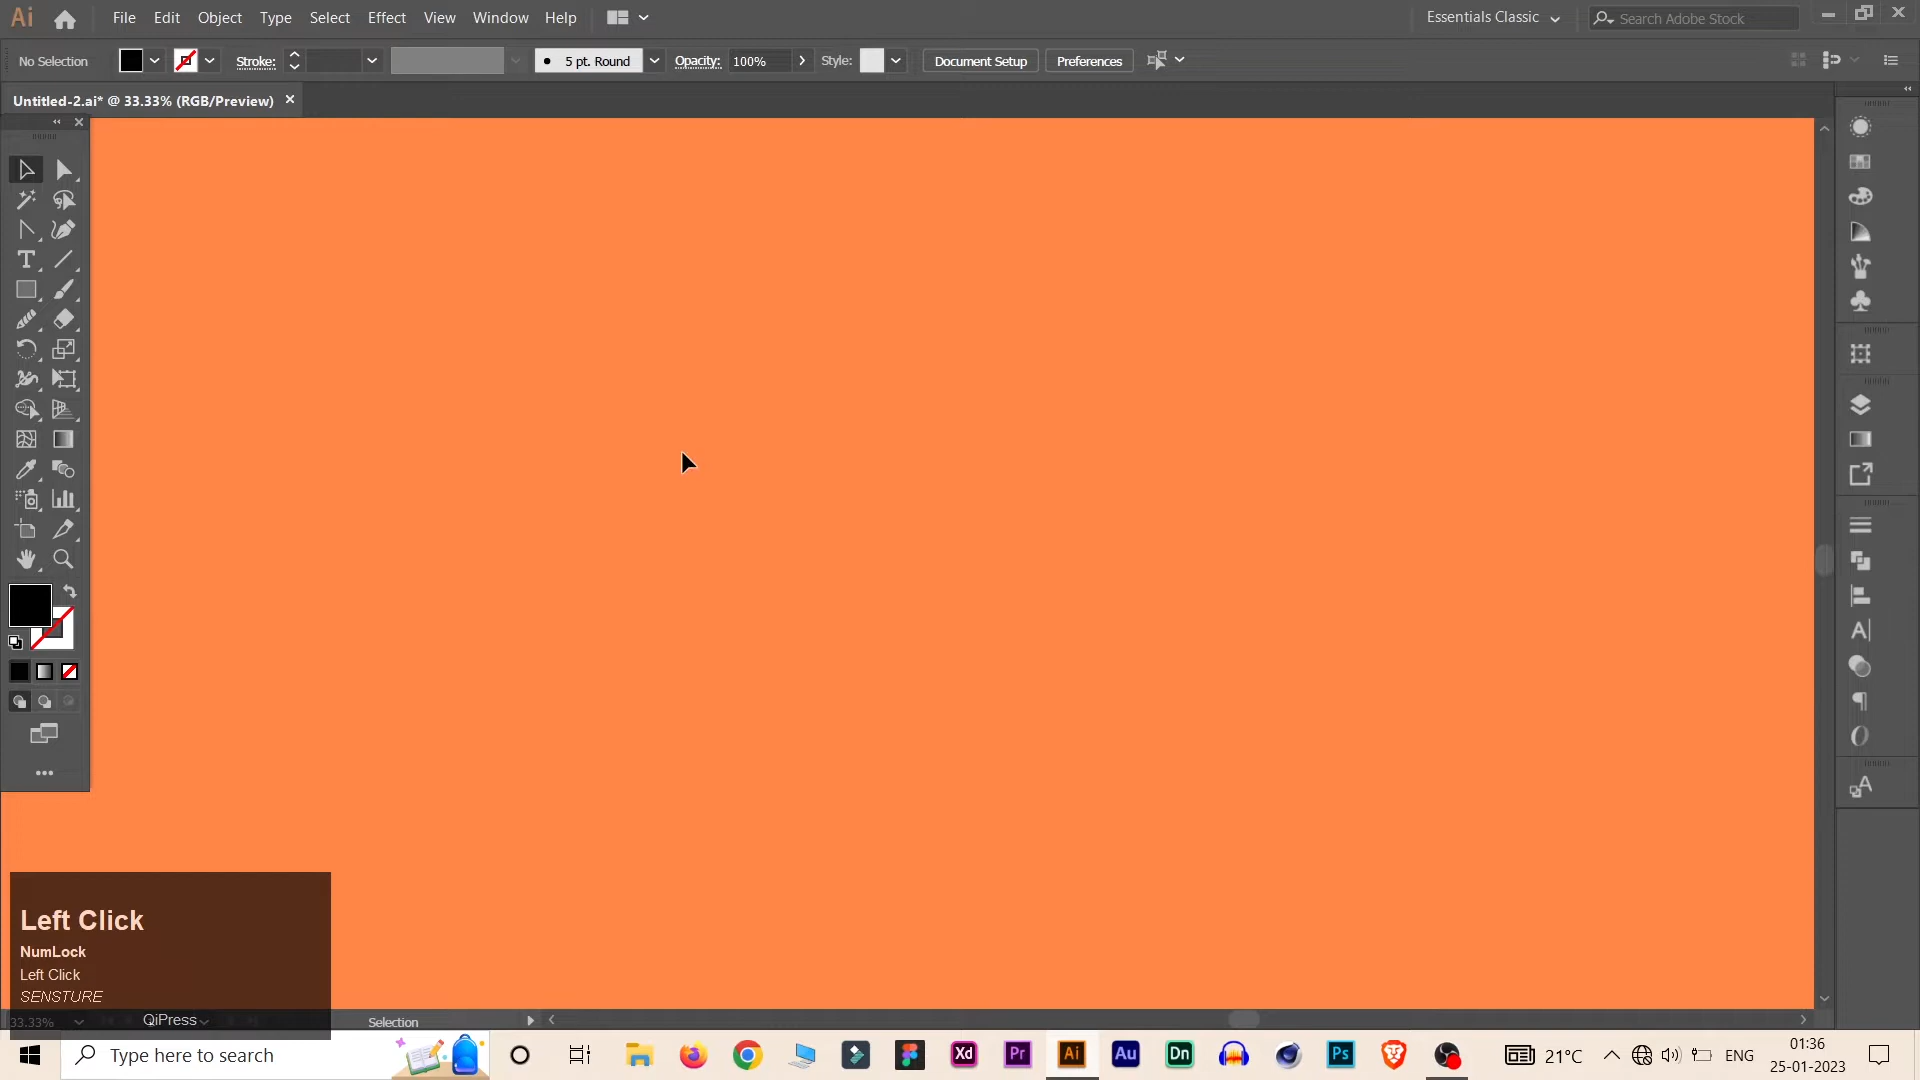 Ai File Edit Object Type Select Effect View Window Help Essentials Classic Search Adobe Stock
No Selection Stroke: 5 pt. Round Opacity: 100% Style: Document Setup Preferences
Untitled-2.ai* @ 33.33% (RGB/Preview) ×
Left Click
NumLock
Left Click
SENSTURE
33.33% QiPress Selection
Type here to search Xd Pr Ai Au Dn Ps 21°C ENG 01:36
25-01-2023